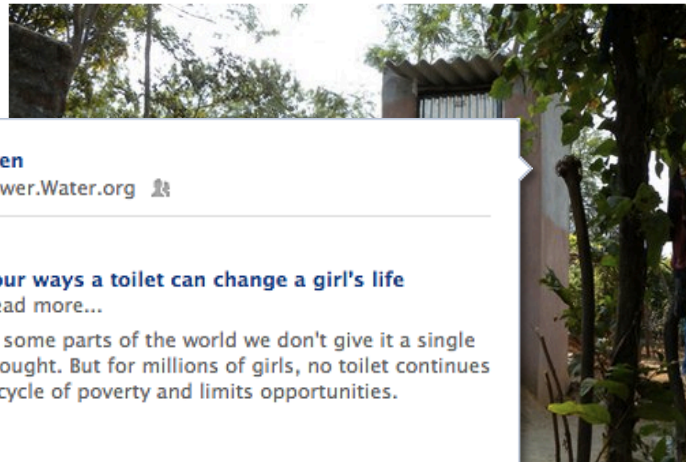 en
wer.Water.org
our ways a toilet can change a girl's life
ead more...
some parts of the world we don't give it a single
ought. But for millions of girls, no toilet continues
cycle of poverty and limits opportunities.